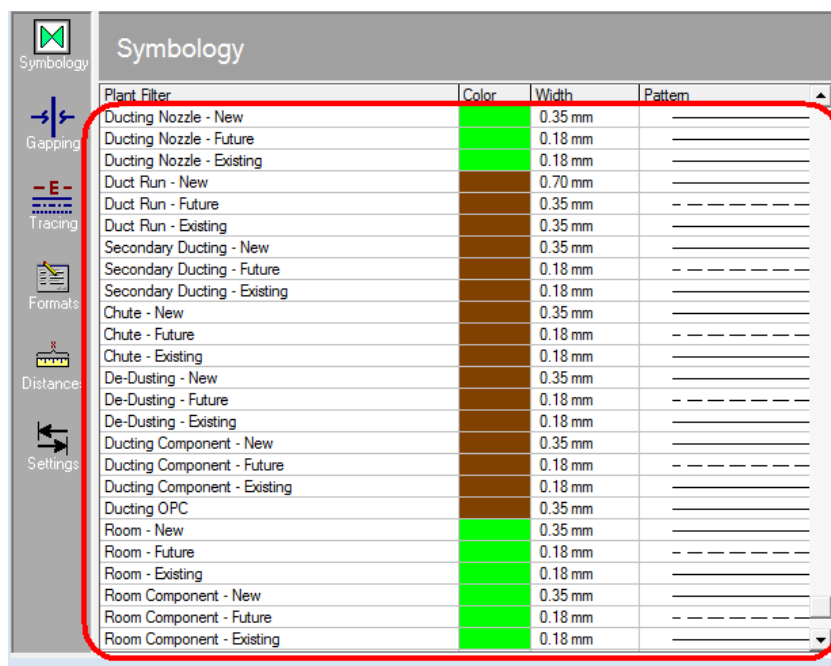 Symbology
Symbology
Plant Filter Color Width Pattern
Ducting Nozzle - New 0.35 mm
Ducting Nozzle - Future 0.18 mm
Ducting Nozzle - Existing 0.18 mm
Duct Run - New 0.70 mm
Duct Run - Future 0.35 mm
Duct Run - Existing 0.35 mm
Secondary Ducting - New 0.35 mm
Secondary Ducting - Future 0.18 mm
Secondary Ducting - Existing 0.18 mm
Chute - New 0.35 mm
Chute - Future 0.18 mm
Chute - Existing 0.18 mm
De-Dusting - New 0.35 mm
De-Dusting - Future 0.18 mm
De-Dusting - Existing 0.18 mm
Ducting Component - New 0.35 mm
Ducting Component - Future 0.18 mm
Ducting Component - Existing 0.18 mm
Ducting OPC 0.35 mm
Room - New 0.35 mm
Room - Future 0.18 mm
Room - Existing 0.18 mm
Room Component - New 0.35 mm
Room Component - Future 0.18 mm
Room Component - Existing 0.18 mm
Gapping
- E -
Tracing
Formats
x
Distance
Settings